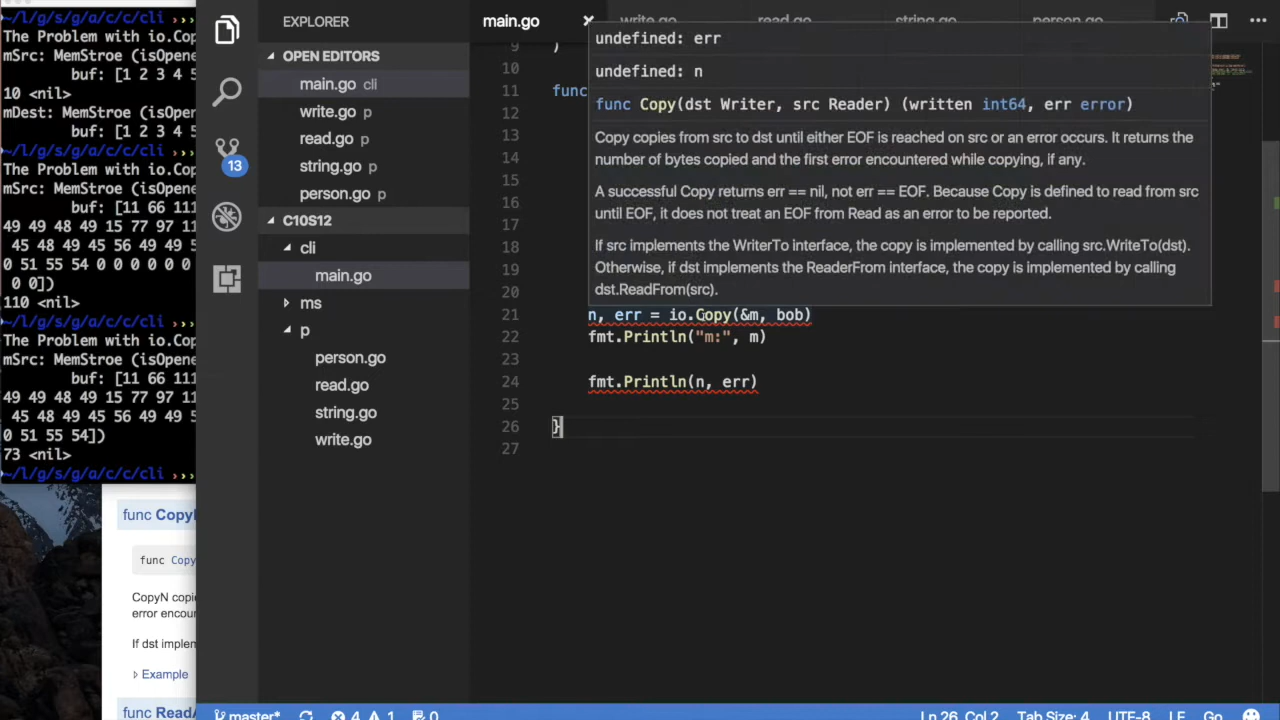 ~/l/g/s/g/a/c/c/cli ›››
The Problem with io.Cop
mSrc: MemStroe (isOpene
buf: [1 2 3 4 5
10 <nil>
mDest: MemStroe (isOpen
buf: [1 2 3 4 5
~/l/g/s/g/a/c/c/cli ›››
The Problem with io.Cop
mSrc: MemStroe (isOpene
buf: [11 66 111
49 49 48 49 15 77 97 11
45 48 49 45 56 49 49 5
0 51 55 54 0 0 0 0 0 0
0 0])
110 <nil>
~/l/g/s/g/a/c/c/cli ›››
The Problem with io.Cop
mSrc: MemStroe (isOpene
buf: [11 66 111
49 49 48 49 15 77 97 11
45 48 49 45 56 49 49 5
0 51 55 54])
73 <nil>
~/l/g/s/g/a/c/c/cli ›››
func Copy
func Copy
CopyN copie
error encoun
If dst implem
Example
func ReadA
13
EXPLORER
OPEN EDITORS
main.go cli
write.go p
read.go p
string.go p
person.go p
C10S12
cli
main.go
ms
p
person.go
read.go
string.go
write.go
main.go
write.go
read.go
string.go
person.go
undefined: err
undefined: n
func Copy(dst Writer, src Reader) (written int64, err error)
Copy copies from src to dst until either EOF is reached on src or an error occurs. It returns the
number of bytes copied and the first error encountered while copying, if any.
A successful Copy returns err == nil, not err == EOF. Because Copy is defined to read from src
until EOF, it does not treat an EOF from Read as an error to be reported.
If src implements the WriterTo interface, the copy is implemented by calling src.WriteTo(dst).
Otherwise, if dst implements the ReaderFrom interface, the copy is implemented by calling
dst.ReadFrom(src).
9 )
10
11 func
12
13
14
15
16
17
18
19
20
21 n, err = io.Copy(&m, bob)
22 fmt.Println("m:", m)
23
24 fmt.Println(n, err)
25
26 }
27
master* 4 1 0 Ln 26, Col 2 Tab Size: 4 UTF-8 LF Go